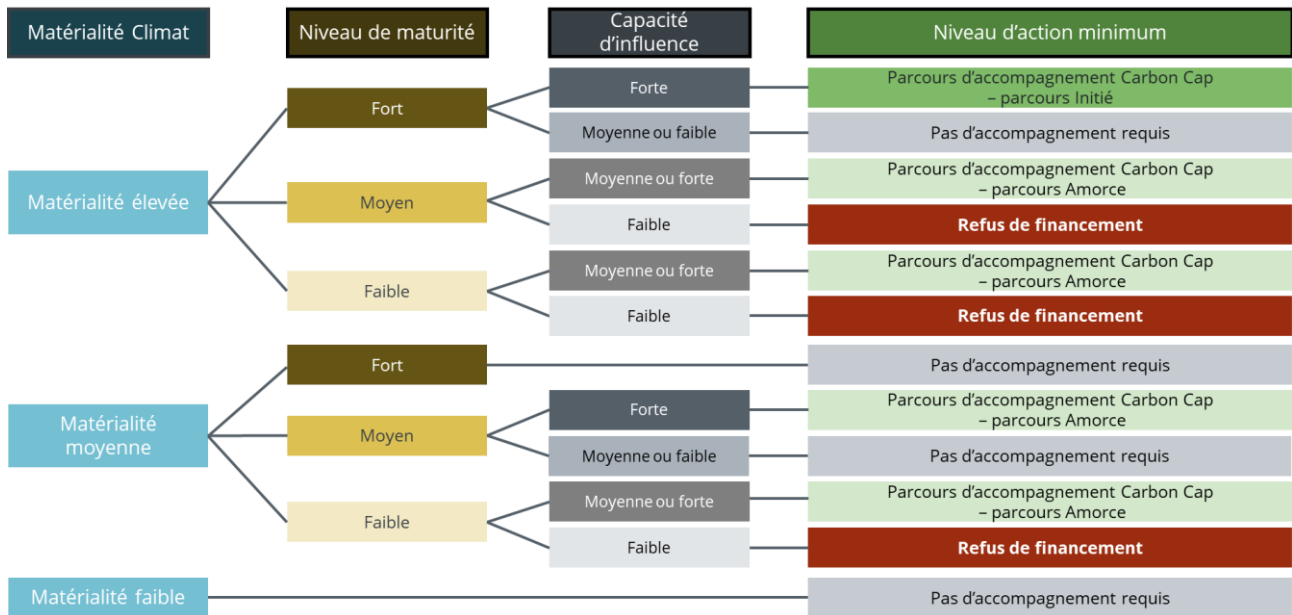 Matérialité Climat
Niveau de maturité
Capacité
d'influence
Niveau d'action minimum
Matérialité élevée
Fort
Forte
Parcours d'accompagnement Carbon Cap
– parcours Initié
Moyenne ou faible
Pas d'accompagnement requis
Moyen
Moyenne ou forte
Parcours d'accompagnement Carbon Cap
– parcours Amorce
Faible
Refus de financement
Faible
Moyenne ou forte
Parcours d'accompagnement Carbon Cap
– parcours Amorce
Faible
Refus de financement
Matérialité
moyenne
Fort
Pas d'accompagnement requis
Moyen
Forte
Parcours d'accompagnement Carbon Cap
– parcours Amorce
Moyenne ou faible
Pas d'accompagnement requis
Faible
Moyenne ou forte
Parcours d'accompagnement Carbon Cap
– parcours Amorce
Faible
Refus de financement
Matérialité faible
Pas d'accompagnement requis